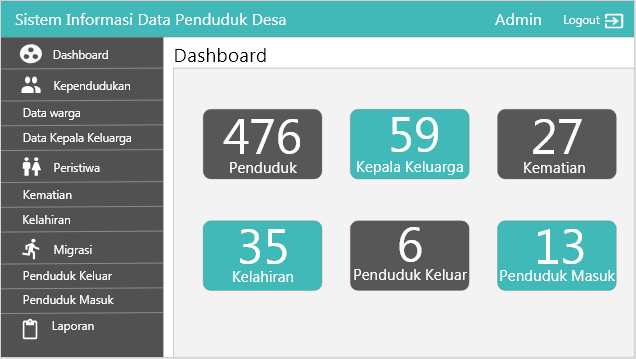 Sistem Informasi Data Penduduk Desa
Admin
Logout
Dashboard
Kependudukan
Data warga
Data Kepala Keluarga
Peristiwa
Kematian
Kelahiran
Migrasi
Penduduk Keluar
Penduduk Masuk
Laporan
Dashboard
476
Penduduk
59
Kepala Keluarga
27
Kematian
35
Kelahiran
6
Penduduk Keluar
13
Penduduk Masuk